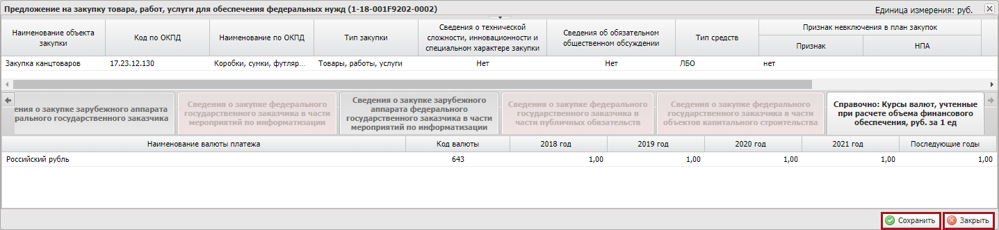 Предложение на закупку товара, работ, услуги для обеспечения федеральных нужд (1-18-001F9202-0002)
Единица измерения: руб.
Наименование объекта
закупки
Код по ОКПД
Наименование по ОКПД
Тип закупки
Сведения о технической
сложности, инновационности и
специальном характере закупки
Сведения об обязательном
общественном обсуждении
Тип средств
Признак невключения в план закупок
Признак
НПА
Закупка канцтоваров
17.23.12.130
Коробки, сумки, футляр...
Товары, работы, услуги
Нет
Нет
ЛБО
нет
ения о закупке зарубежного аппарата
рального государственного заказчика
Сведения о закупке федерального
государственного заказчика в части
мероприятий по информатизации
Сведения о закупке зарубежного
аппарата федерального
государственного заказчика в части
мероприятий по информатизации
Сведения о закупке федерального
государственного заказчика в
части публичных обязательств
Сведения о закупке федерального
государственного заказчика в части
объектов капитального строительства
Справочно: Курсы валют, учтенные
при расчете объема финансового
обеспечения, руб. за 1 ед
Наименование валюты платежа
Код валюты
2018 год
2019 год
2020 год
2021 год
Последующие годы
Российский рубль
643
1,00
1,00
1,00
1,00
1,00
Сохранить
Закрыть